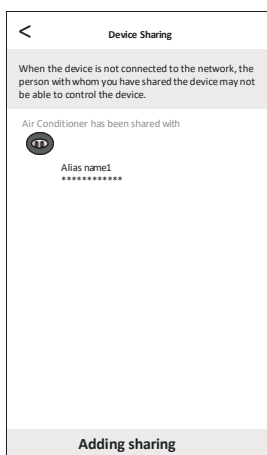 <
Device Sharing
When the device is not connected to the network, the
person with whom you have shared the device may not
be able to control the device.
Air Conditioner has been shared with
Alias name1
************
Adding sharing